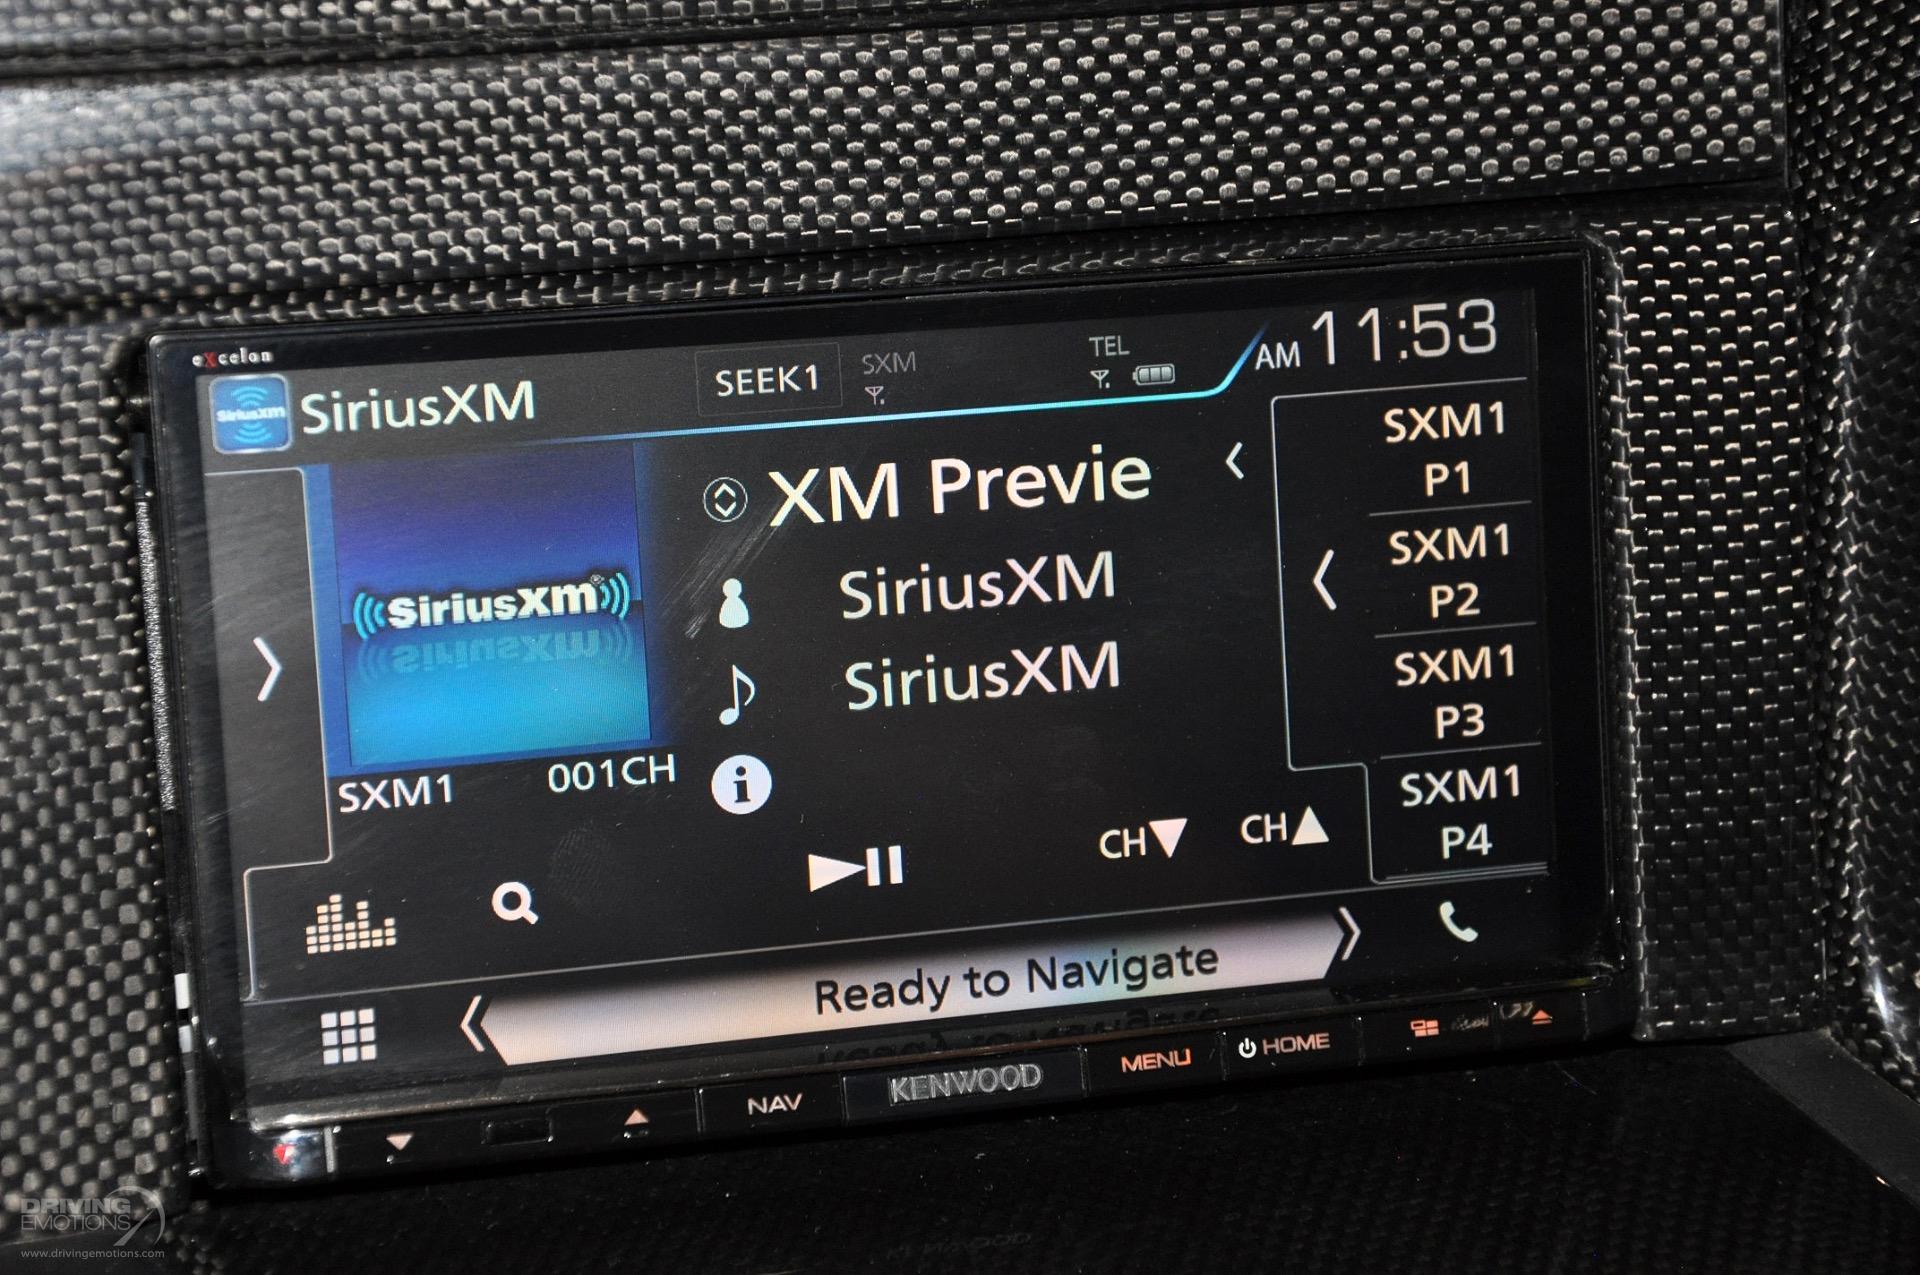 eXcelon
SiriusXM
SiriusXM
SEEK1
SXM
TEL
AM 11:53
XM Previe
SiriusXM
SiriusXM
SiriusXM
SXM1
001CH
i
CH
CH
SXM1
P1
SXM1
P2
SXM1
P3
SXM1
P4
Ready to Navigate
NAV
KENWOOD
MENU
HOME
DRIVING
EMOTIONS
www.drivingemotions.com